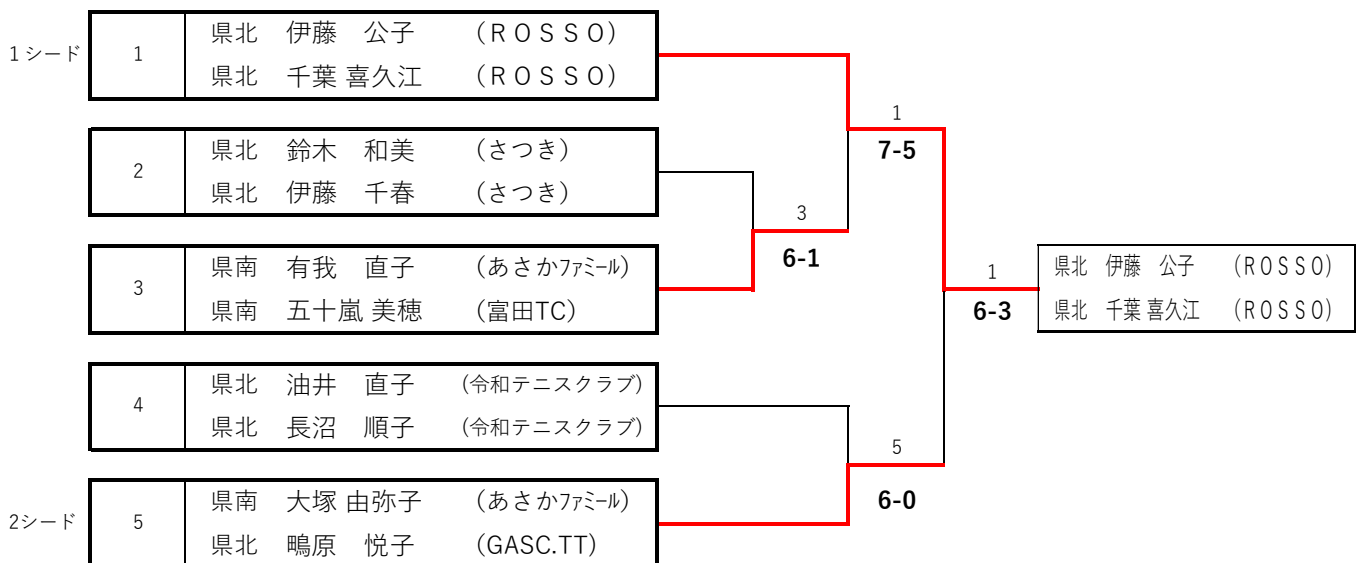 1シード 1 県北 伊藤 公子 (ＲＯＳＳＯ)
県北 千葉 喜久江 (ＲＯＳＳＯ)
2 県北 鈴木 和美 (さつき)
県北 伊藤 千春 (さつき)
3 県南 有我 直子 (あさかﾌｧﾐｰﾙ)
県南 五十嵐 美穂 (富田TC)
4 県北 油井 直子 (令和テニスクラブ)
県北 長沼 順子 (令和テニスクラブ)
2シード 5 県南 大塚 由弥子 (あさかﾌｧﾐｰﾙ)
県北 鴫原 悦子 (GASC.TT)
3
6-1
1
7-5
5
6-0
1
6-3
県北 伊藤 公子 (ＲＯＳＳＯ)
県北 千葉 喜久江 (ＲＯＳＳＯ)